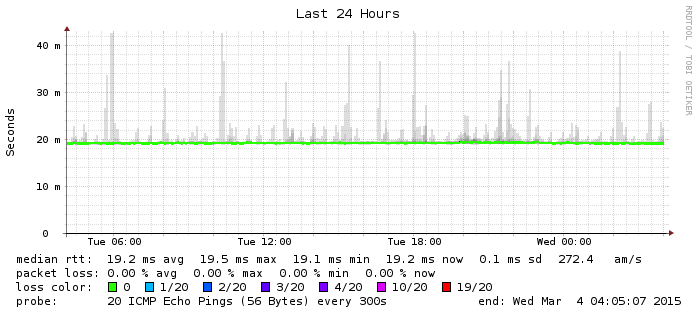 Last 24 Hours
RRDTOOL / TOBI OETIKER
Seconds
40 m
30 m
20 m
10 m
0
Tue 06:00 Tue 12:00 Tue 18:00 Wed 00:00
median rtt: 19.2 ms avg 19.5 ms max 19.1 ms min 19.2 ms now 0.1 ms sd 272.4 am/s
packet loss: 0.00 % avg 0.00 % max 0.00 % min 0.00 % now
loss color: 0 1/20 2/20 3/20 4/20 10/20 19/20
probe: 20 ICMP Echo Pings (56 Bytes) every 300s end: Wed Mar 4 04:05:07 2015